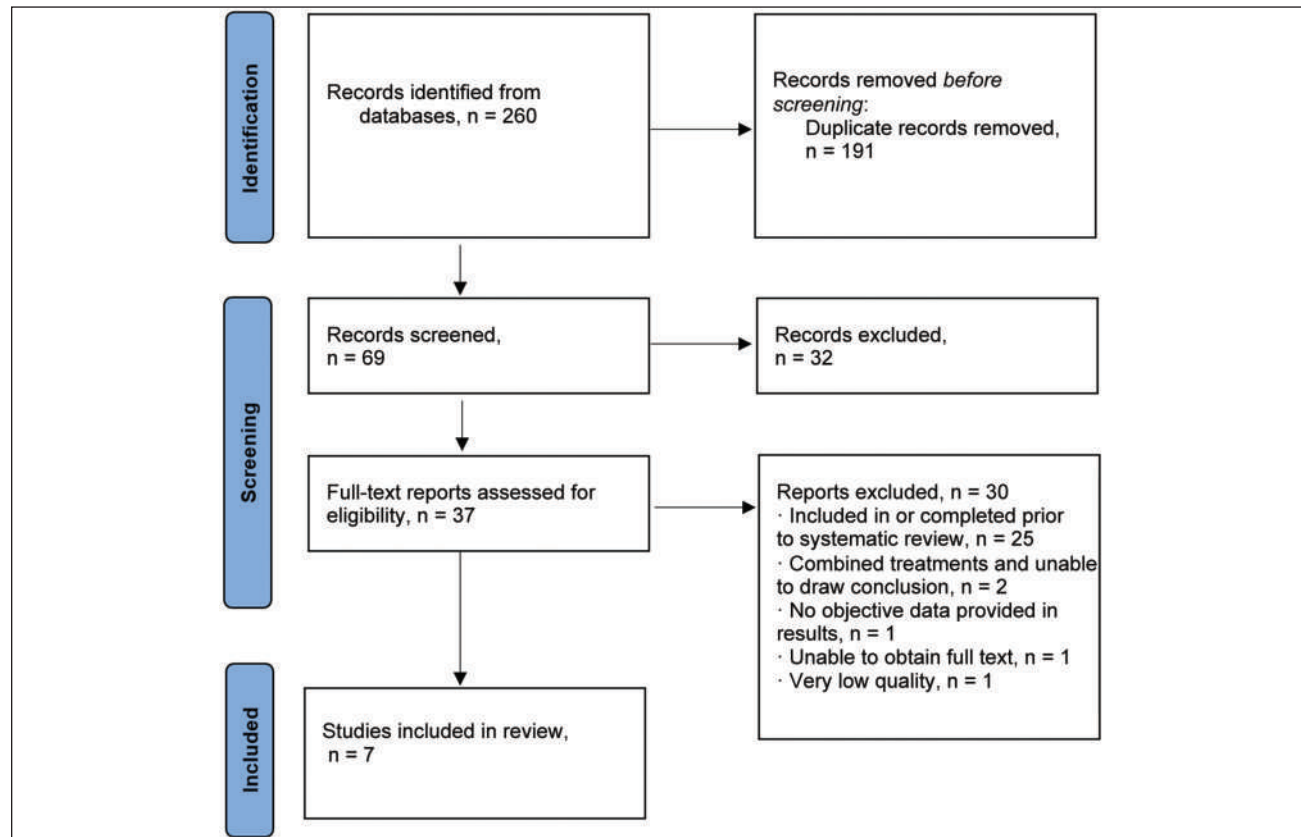 Identification
Records identified from
databases, n = 260
Records removed before
screening:
Duplicate records removed,
n = 191
Screening
Records screened,
n = 69
Records excluded,
n = 32
Full-text reports assessed for
eligibility, n = 37
Reports excluded, n = 30
· Included in or completed prior
to systematic review, n = 25
· Combined treatments and unable
to draw conclusion, n = 2
· No objective data provided in
results, n = 1
· Unable to obtain full text, n = 1
· Very low quality, n = 1
Included
Studies included in review,
n = 7